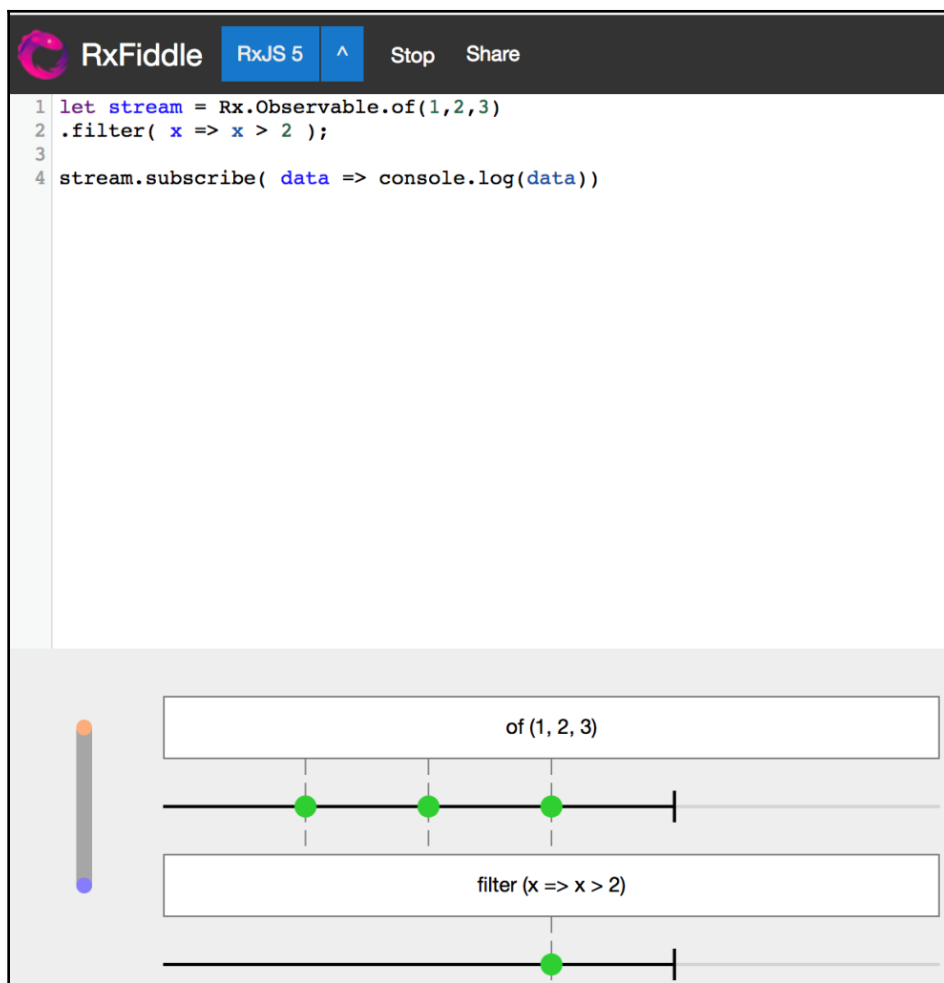 RxFiddle RxJS 5 ^ Stop Share
1 let stream = Rx.Observable.of(1,2,3)
2 .filter( x => x > 2 );
3
4 stream.subscribe( data => console.log(data))
of (1, 2, 3)
filter (x => x > 2)